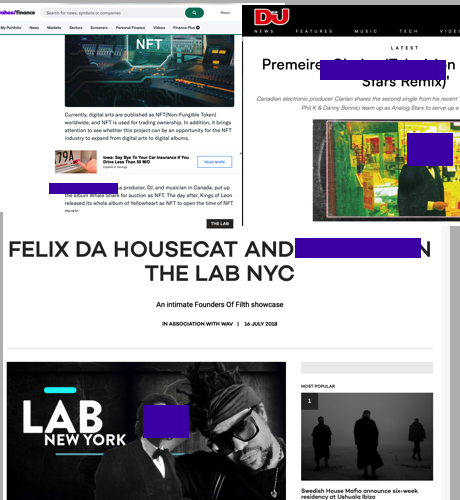 yahoo!finance
Search for news, symbols or companies
News
My Portfolio News Markets Sectors Screeners Personal Finance Videos Finance Plus
NFT
Currently, digital arts are published as NFT(Non-Fungible Token)
worldwide, and NFT is used for trading ownership. In addition, it brings
attention to see whether this project can be an opportunity for the NFT
industry to expand from digital arts to digital albums.
79A
Iowa: Say Bye To Your Car Insurance If You
Drive Less Than 50 Mi/D
READ MORE
producer, DJ, and musician in Canada, put up
the album Whale Shark for auction as NFT. The day after, Kings of Leon
released its whole album of Yellowheart as NFT to open the time of NFT
music.
DJ
NEWS FEATURES MUSIC TECH VIDEO
LATEST
Premeire
Stars Remix)'
Canadian electronic producer Clarian shares the second single from his recent
Phil K & Danny Bonnici team up as Analog Stars to serve up a
THE LAB
FELIX DA HOUSECAT AND N
THE LAB NYC
An intimate Founders Of Filth showcase
IN ASSOCIATION WITH WAV | 16 JULY 2018
LAB
NEW YORK
MOST POPULAR
1
Swedish House Mafia announce six-week
residency at Ushuaïa Ibiza